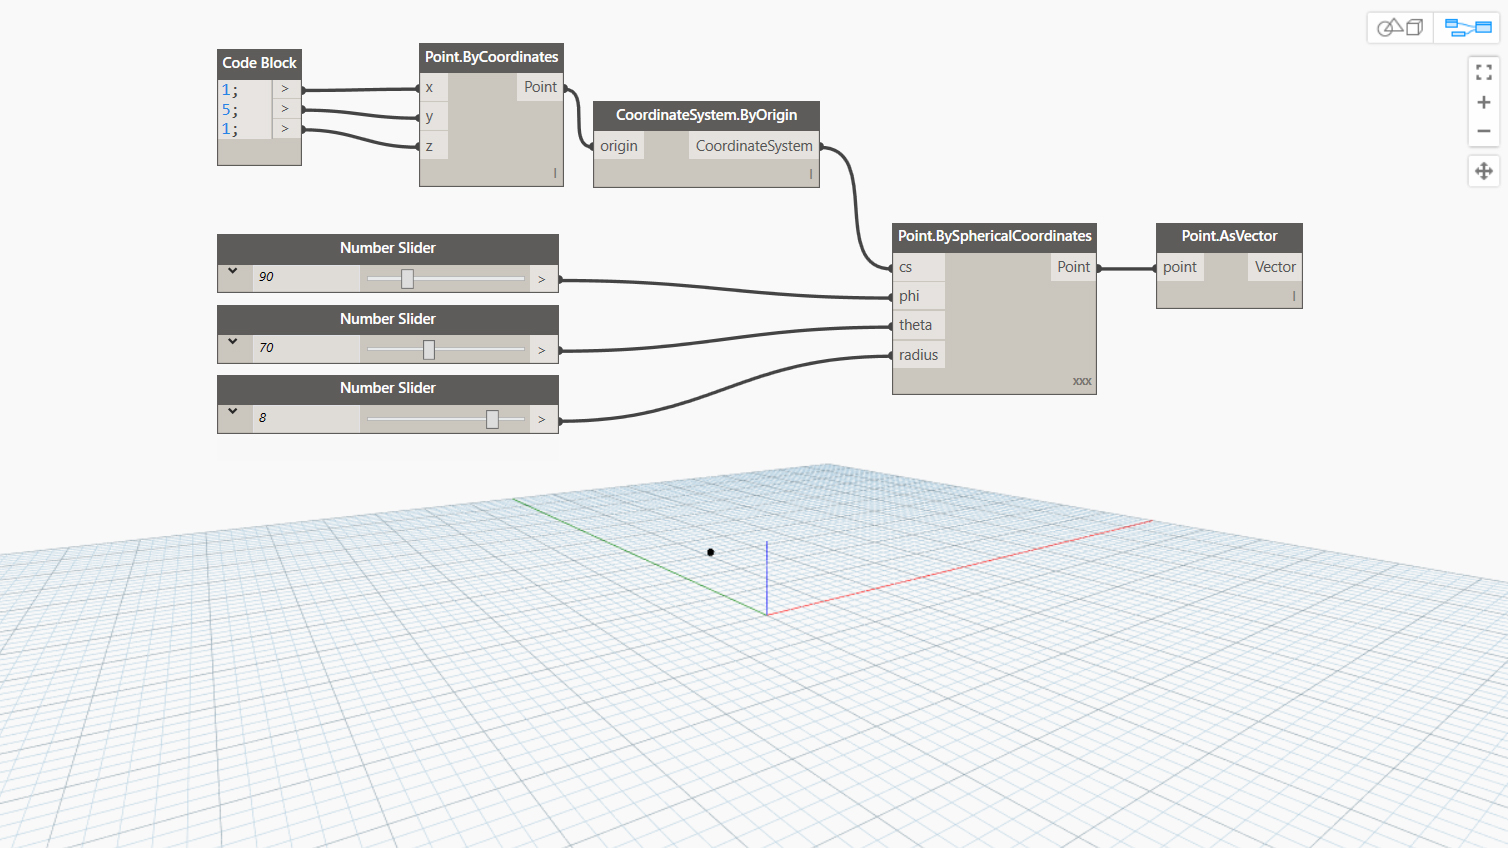 Code Block
1;
>
5;
>
1;
>
Point.ByCoordinates
x
Point
y
z
CoordinateSystem.ByOrigin
origin
CoordinateSystem
Number Slider
90
>
Number Slider
70
>
Number Slider
8
>
Point.BySphericalCoordinates
cs
Point
phi
theta
radius
xxx
Point.AsVector
point
Vector